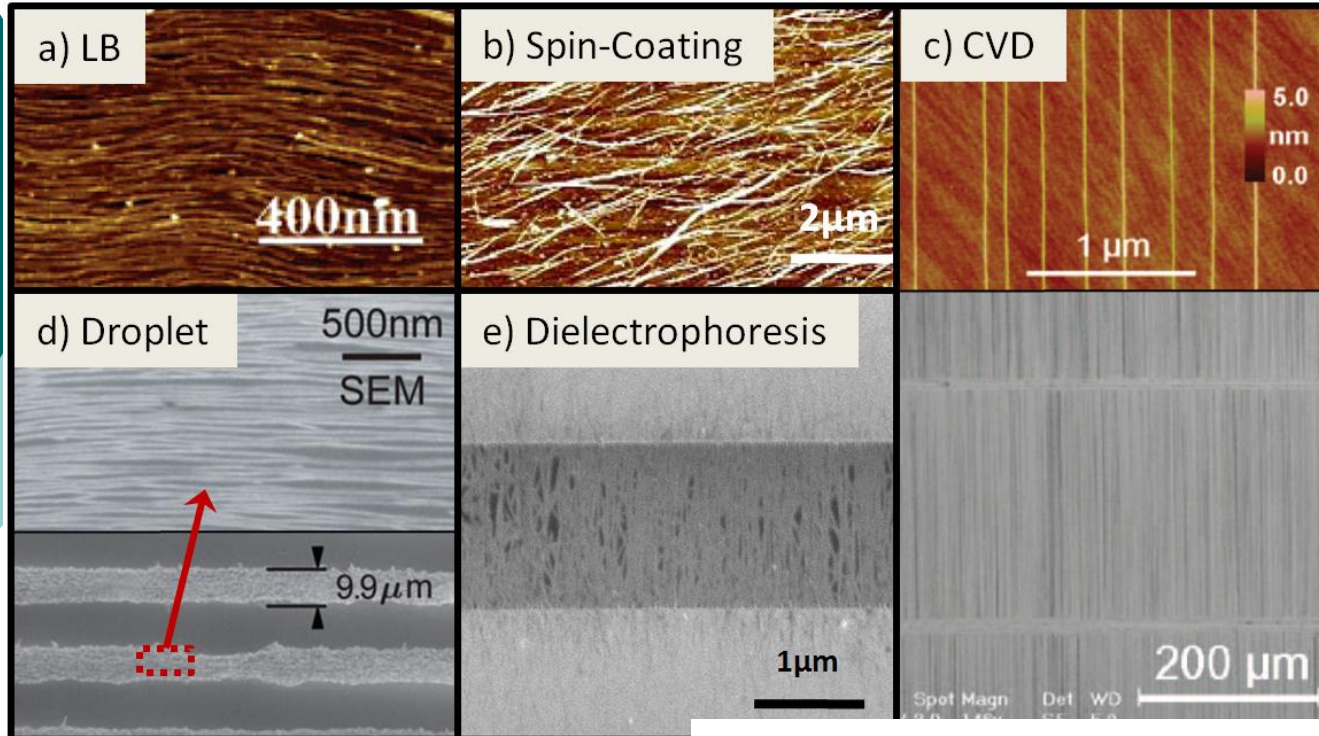 a) LB
400nm
b) Spin-Coating
2μm
c) CVD
5.0
nm
0.0
1 μm
d) Droplet
500nm
SEM
9.9μm
e) Dielectrophoresis
1μm
200 μm
Spot Magn Det WD